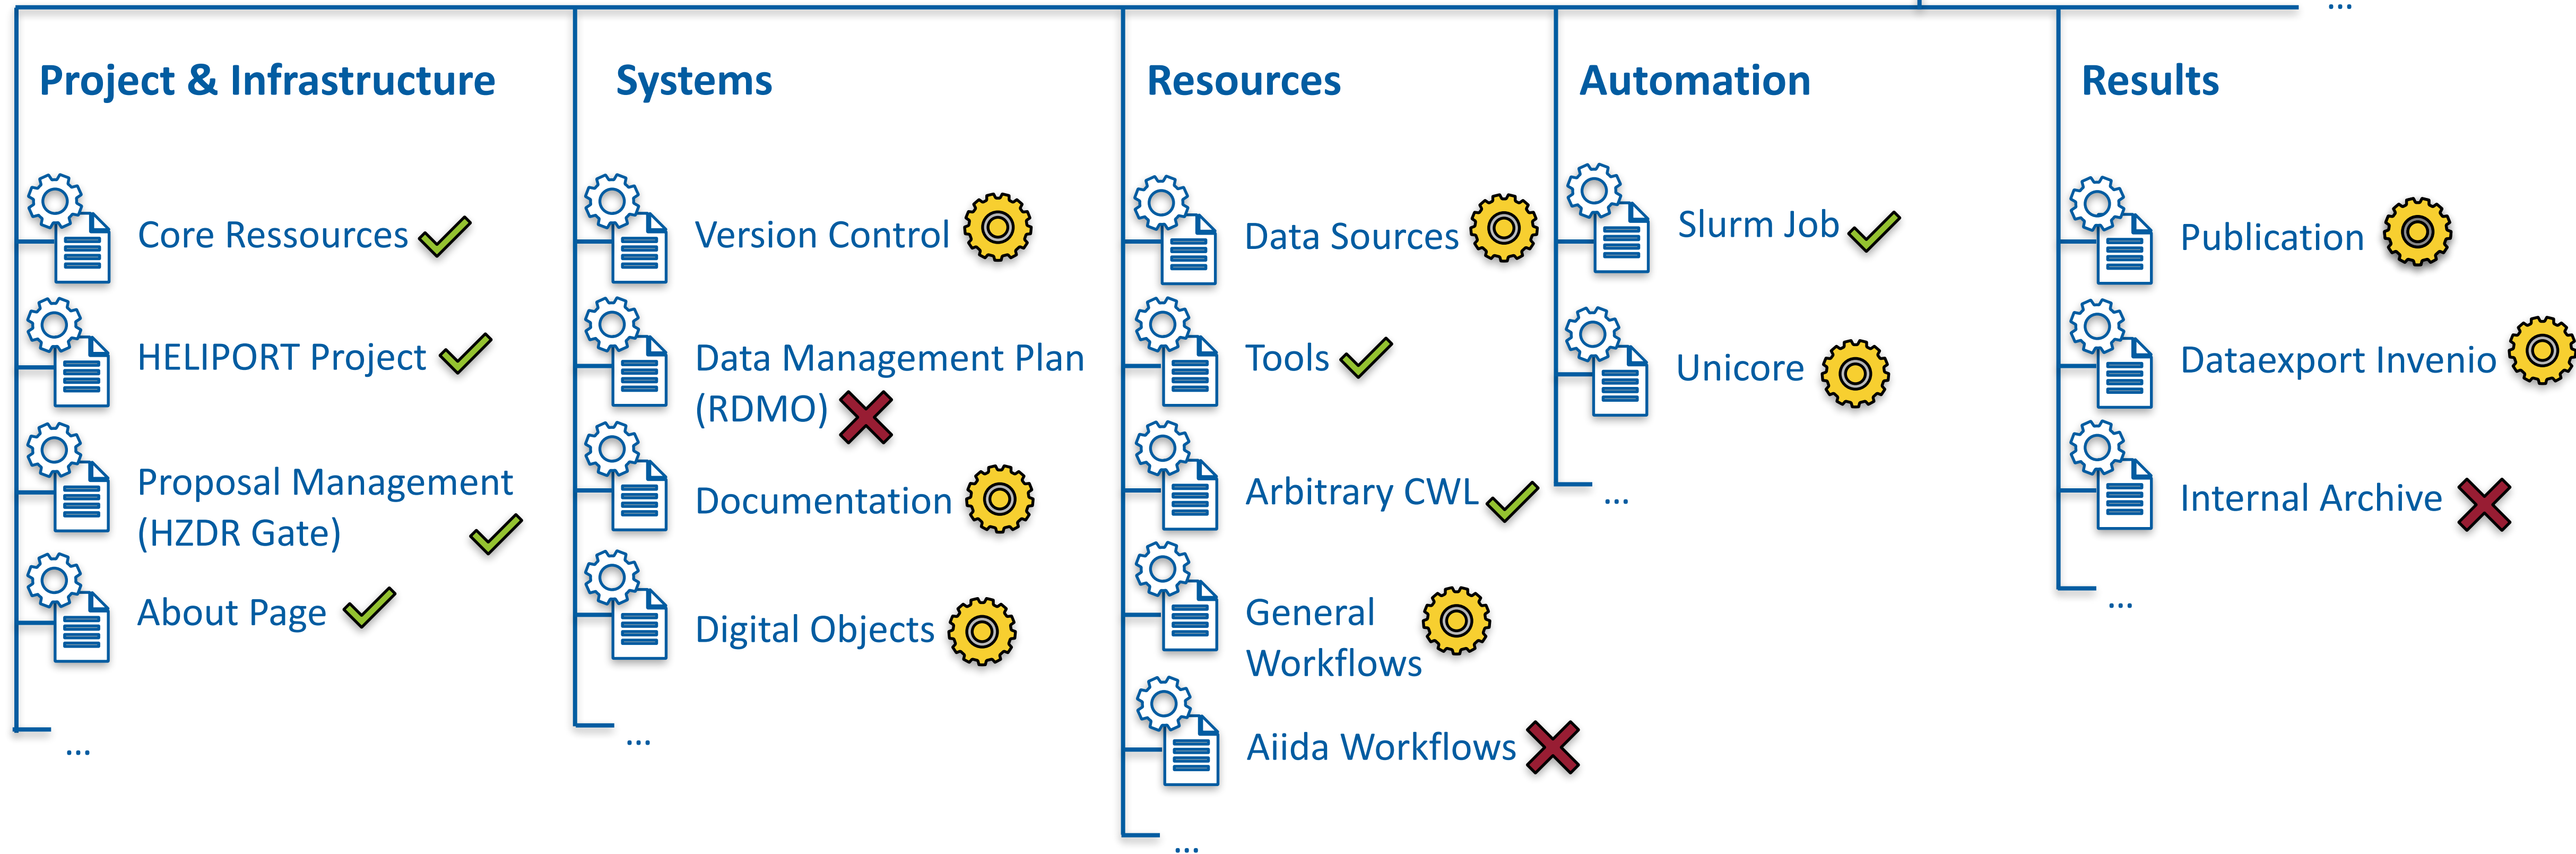 ...
Project & Infrastructure
Core Ressources
HELIPORT Project
Proposal Management
(HZDR Gate)
About Page
...
Systems
Version Control
Data Management Plan
(RDMO)
Documentation
Digital Objects
...
Resources
Data Sources
Tools
Arbitrary CWL
General
Workflows
Aiida Workflows
...
Automation
Slurm Job
Unicore
...
Results
Publication
Dataexport Invenio
Internal Archive
...